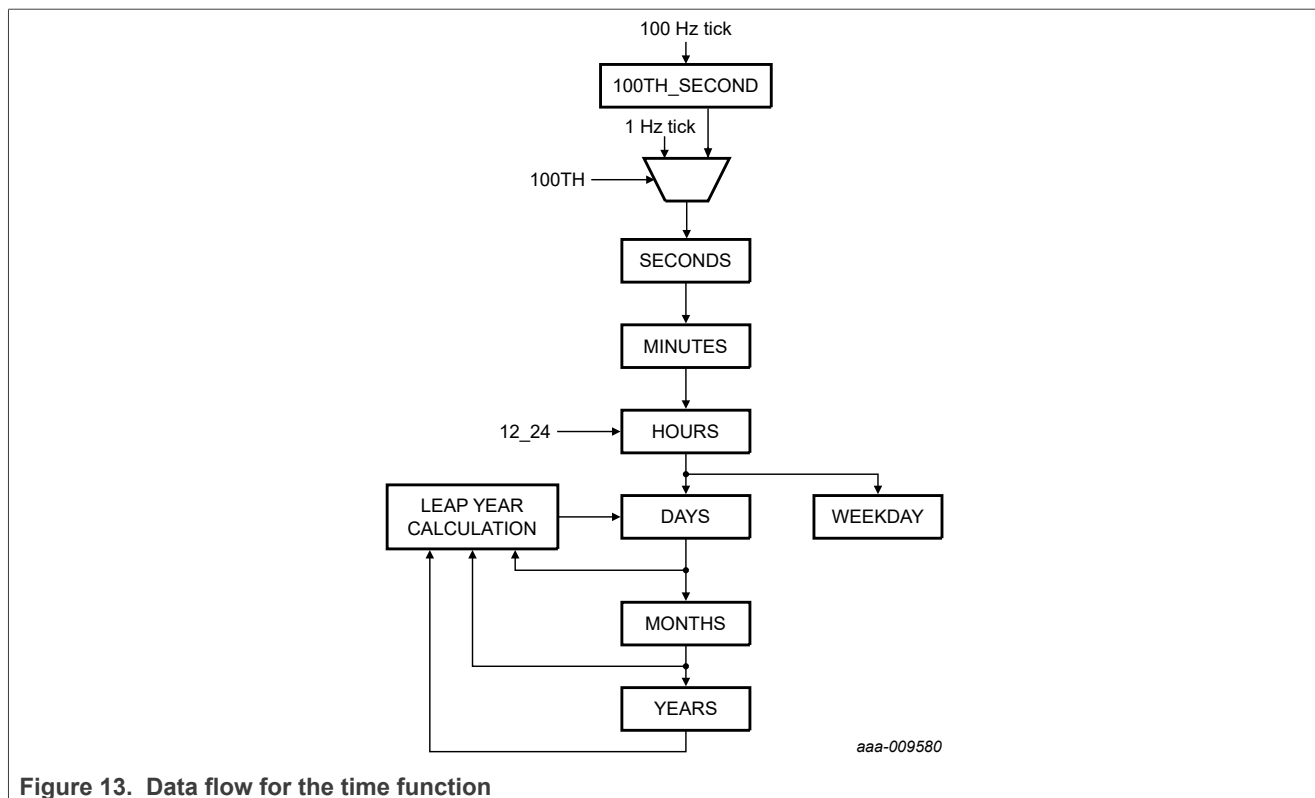 100 Hz tick
100TH_SECOND
1 Hz tick
100TH
SECONDS
MINUTES
12_24
HOURS
LEAP YEAR
CALCULATION
DAYS
WEEKDAY
MONTHS
YEARS
aaa-009580
Figure 13. Data flow for the time function